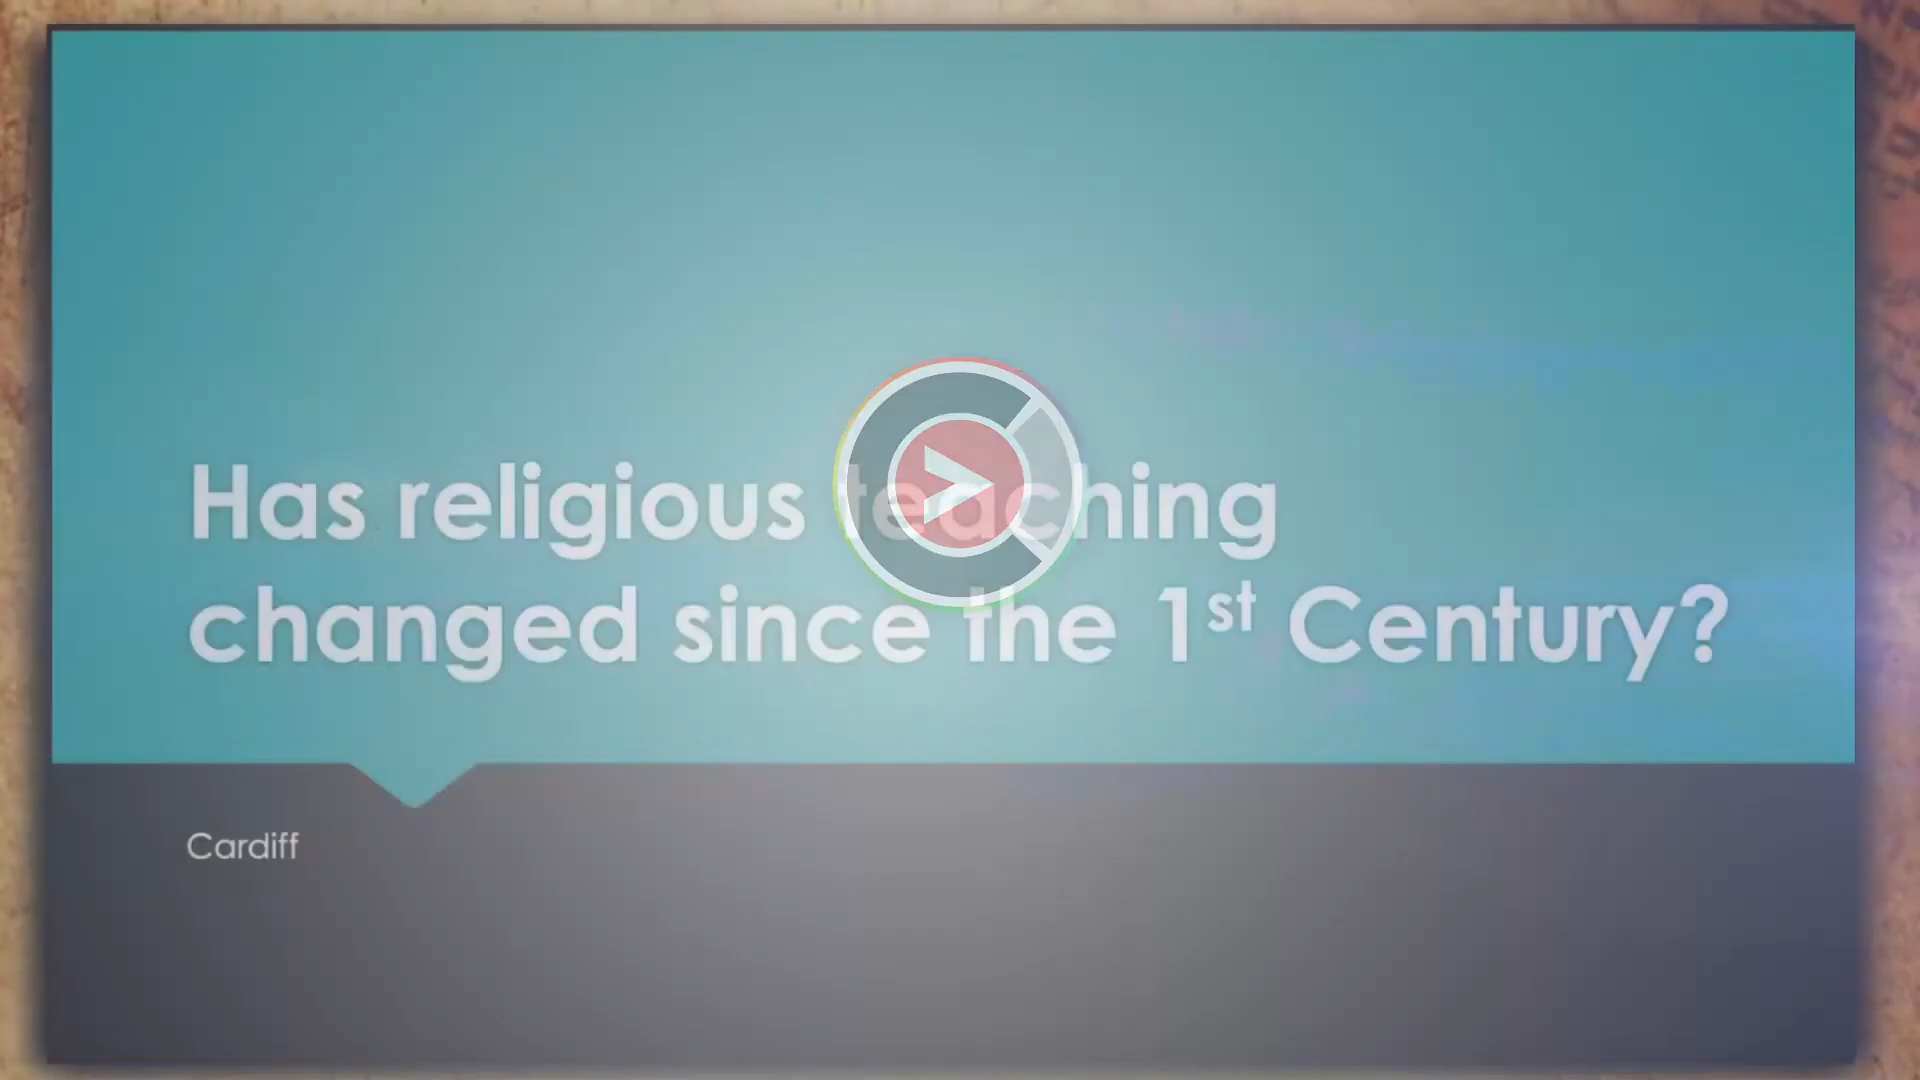 Has religious teaching
changed since the 1st Century?
Cardiff